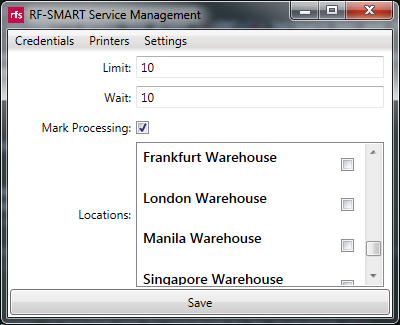 rfs RF-SMART Service Management
Credentials Printers Settings
Limit: 10
Wait: 10
Mark Processing:
Locations:
Frankfurt Warehouse
London Warehouse
Manila Warehouse
Singapore Warehouse
Save